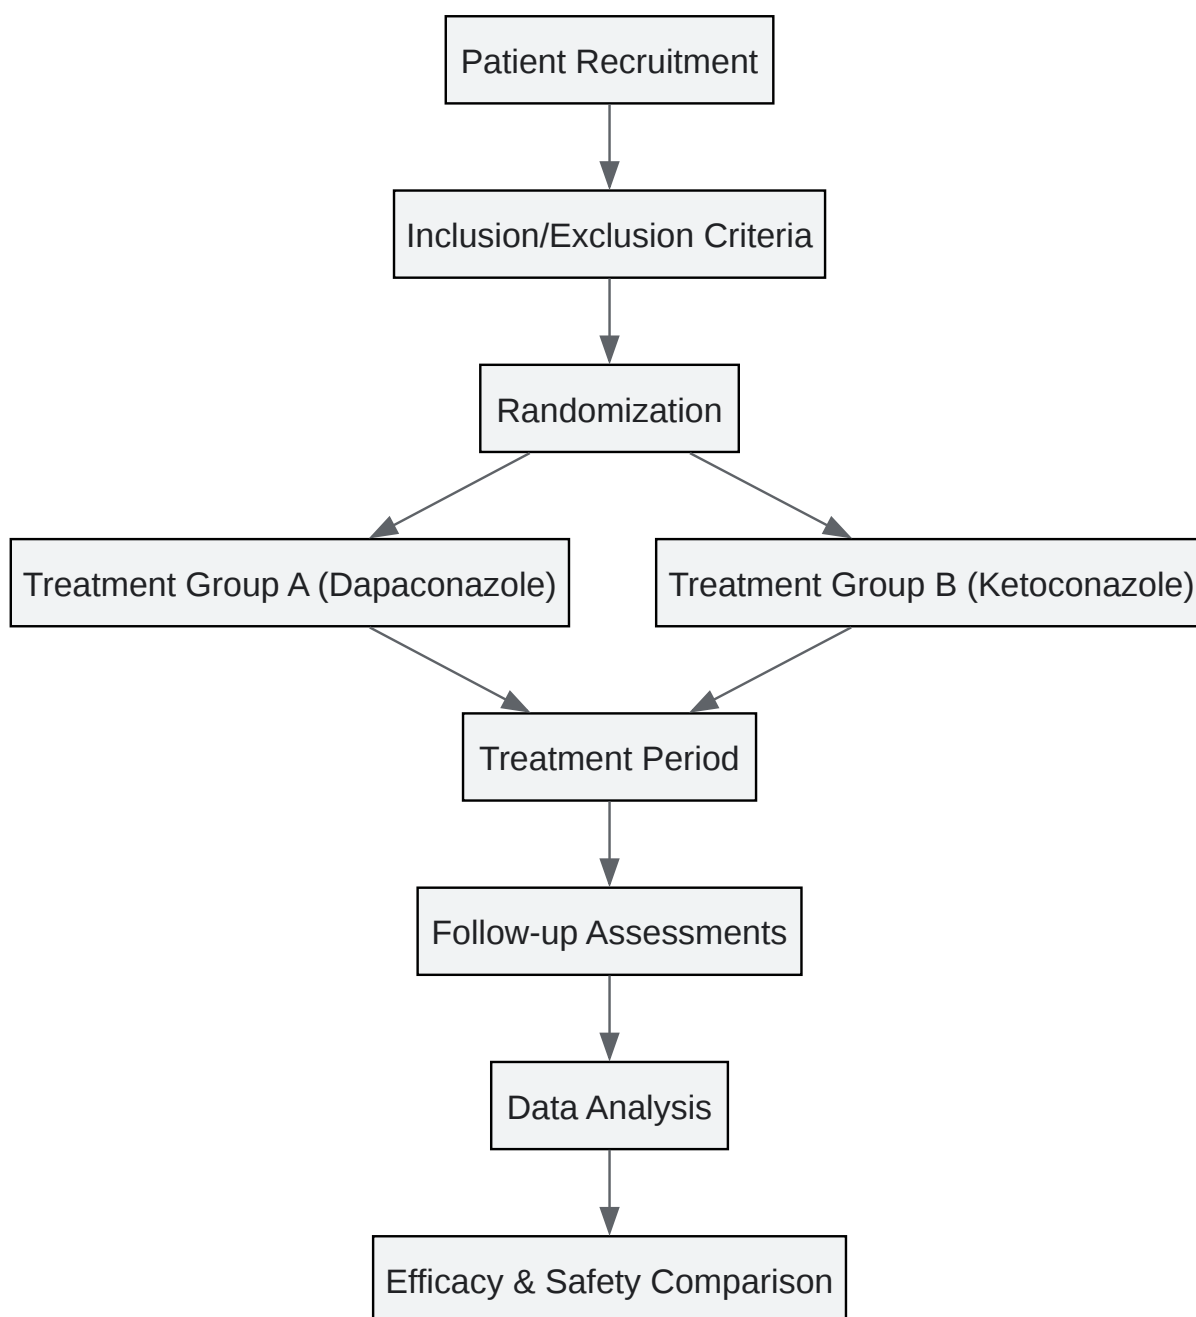 Patient Recruitment
Inclusion/Exclusion Criteria
Randomization
Treatment Group A (Dapaconazole)
Treatment Group B (Ketoconazole)
Treatment Period
Follow-up Assessments
Data Analysis
Efficacy & Safety Comparison